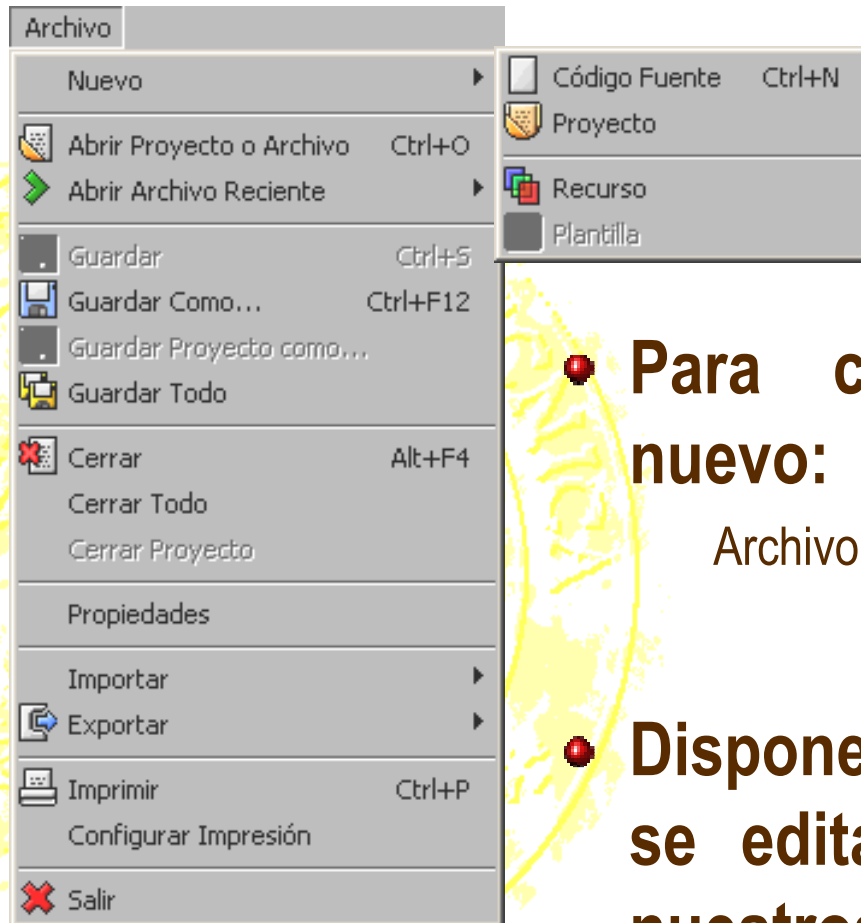 Archivo
Nuevo
Código Fuente Ctrl+N
Proyecto
Recurso
Plantilla
Abrir Proyecto o Archivo Ctrl+O
Abrir Archivo Reciente
Guardar Ctrl+S
Guardar Como... Ctrl+F12
Guardar Proyecto como...
Guardar Todo
Cerrar Alt+F4
Cerrar Todo
Cerrar Proyecto
Propiedades
Importar
Exportar
Imprimir Ctrl+P
Configurar Impresión
Salir
Para c
nuevo:
Archivo
Dispone
se edita